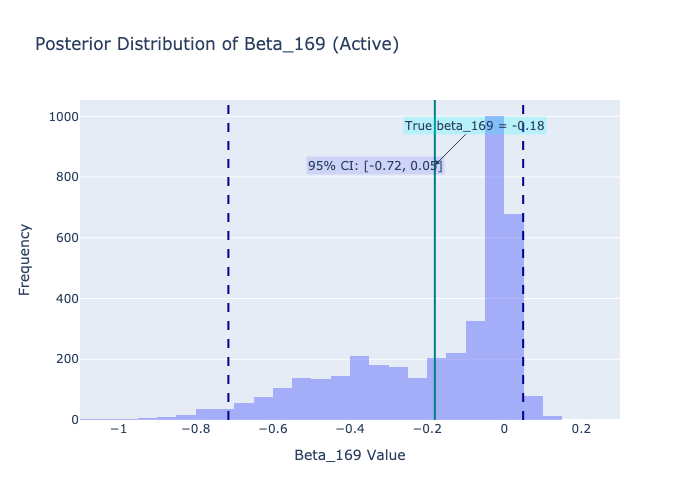 Posterior Distribution of Beta_169 (Active)
1000
800
600
400
200
0
Frequency
True beta_169 = -0.18
95% CI: [-0.72, 0.05]
−1
−0.8
−0.6
−0.4
−0.2
0
0.2
Beta_169 Value